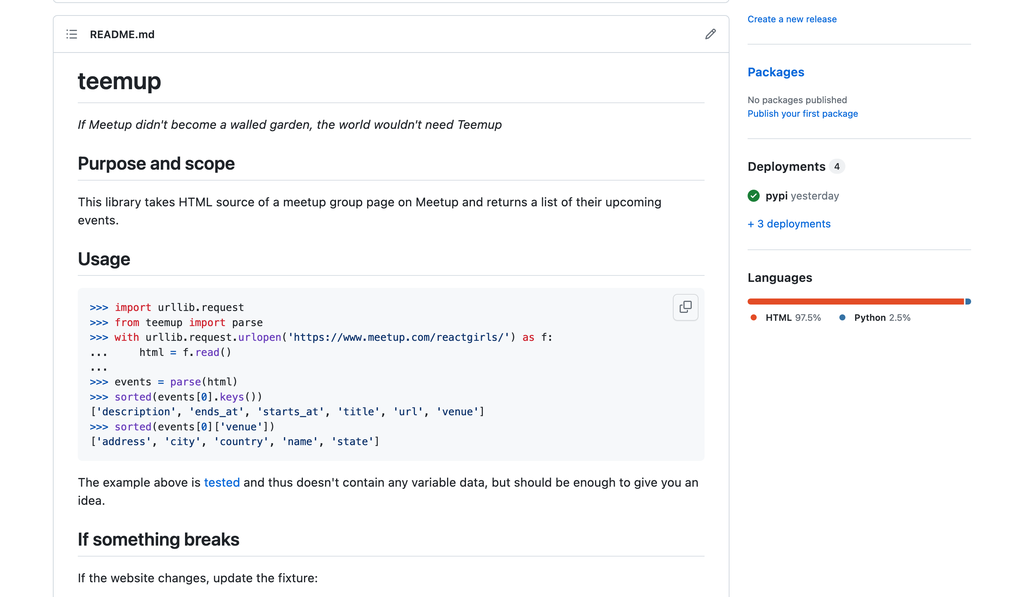 README.md
teemup
If Meetup didn't become a walled garden, the world wouldn't need Teemup
Purpose and scope
This library takes HTML source of a meetup group page on Meetup and returns a list of their upcoming
events.
Usage
>>> import urllib.request
>>> from teemup import parse
>>> with urllib.request.urlopen('https://www.meetup.com/reactgirls/') as f:
...     html = f.read()
...
>>> events = parse(html)
>>> sorted(events[0].keys())
['description', 'ends_at', 'starts_at', 'title', 'url', 'venue']
>>> sorted(events[0]['venue'])
['address', 'city', 'country', 'name', 'state']
The example above is tested and thus doesn't contain any variable data, but should be enough to give you an
idea.
If something breaks
If the website changes, update the fixture:
Create a new release
Packages
No packages published
Publish your first package
Deployments 4
pypi yesterday
+ 3 deployments
Languages
HTML 97.5% Python 2.5%